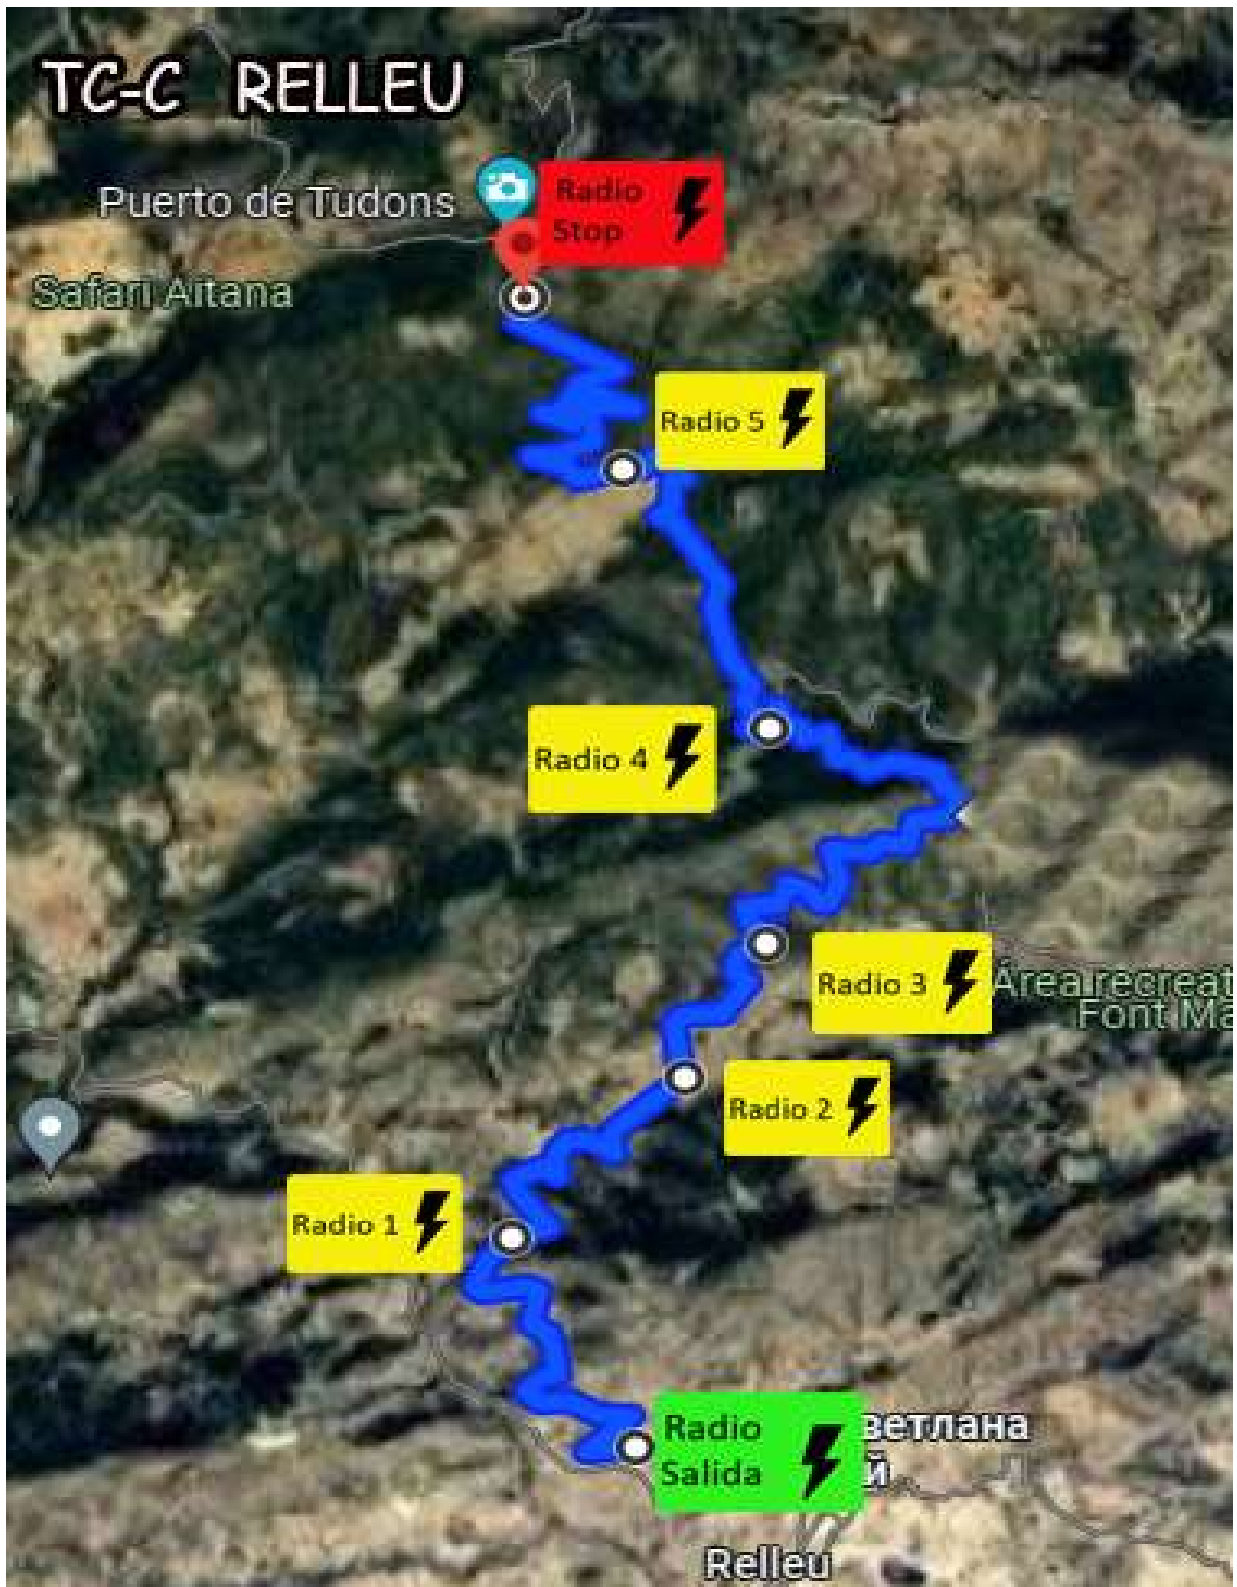 TC-C RELLEU
Radio
Stop
Puerto de Tudons
Safari Aitana
Radio 5
Radio 4
Radio 3
Área recreat
Font Ma
Radio 2
Radio 1
Radio
Salida
ветлана
й
Relleu